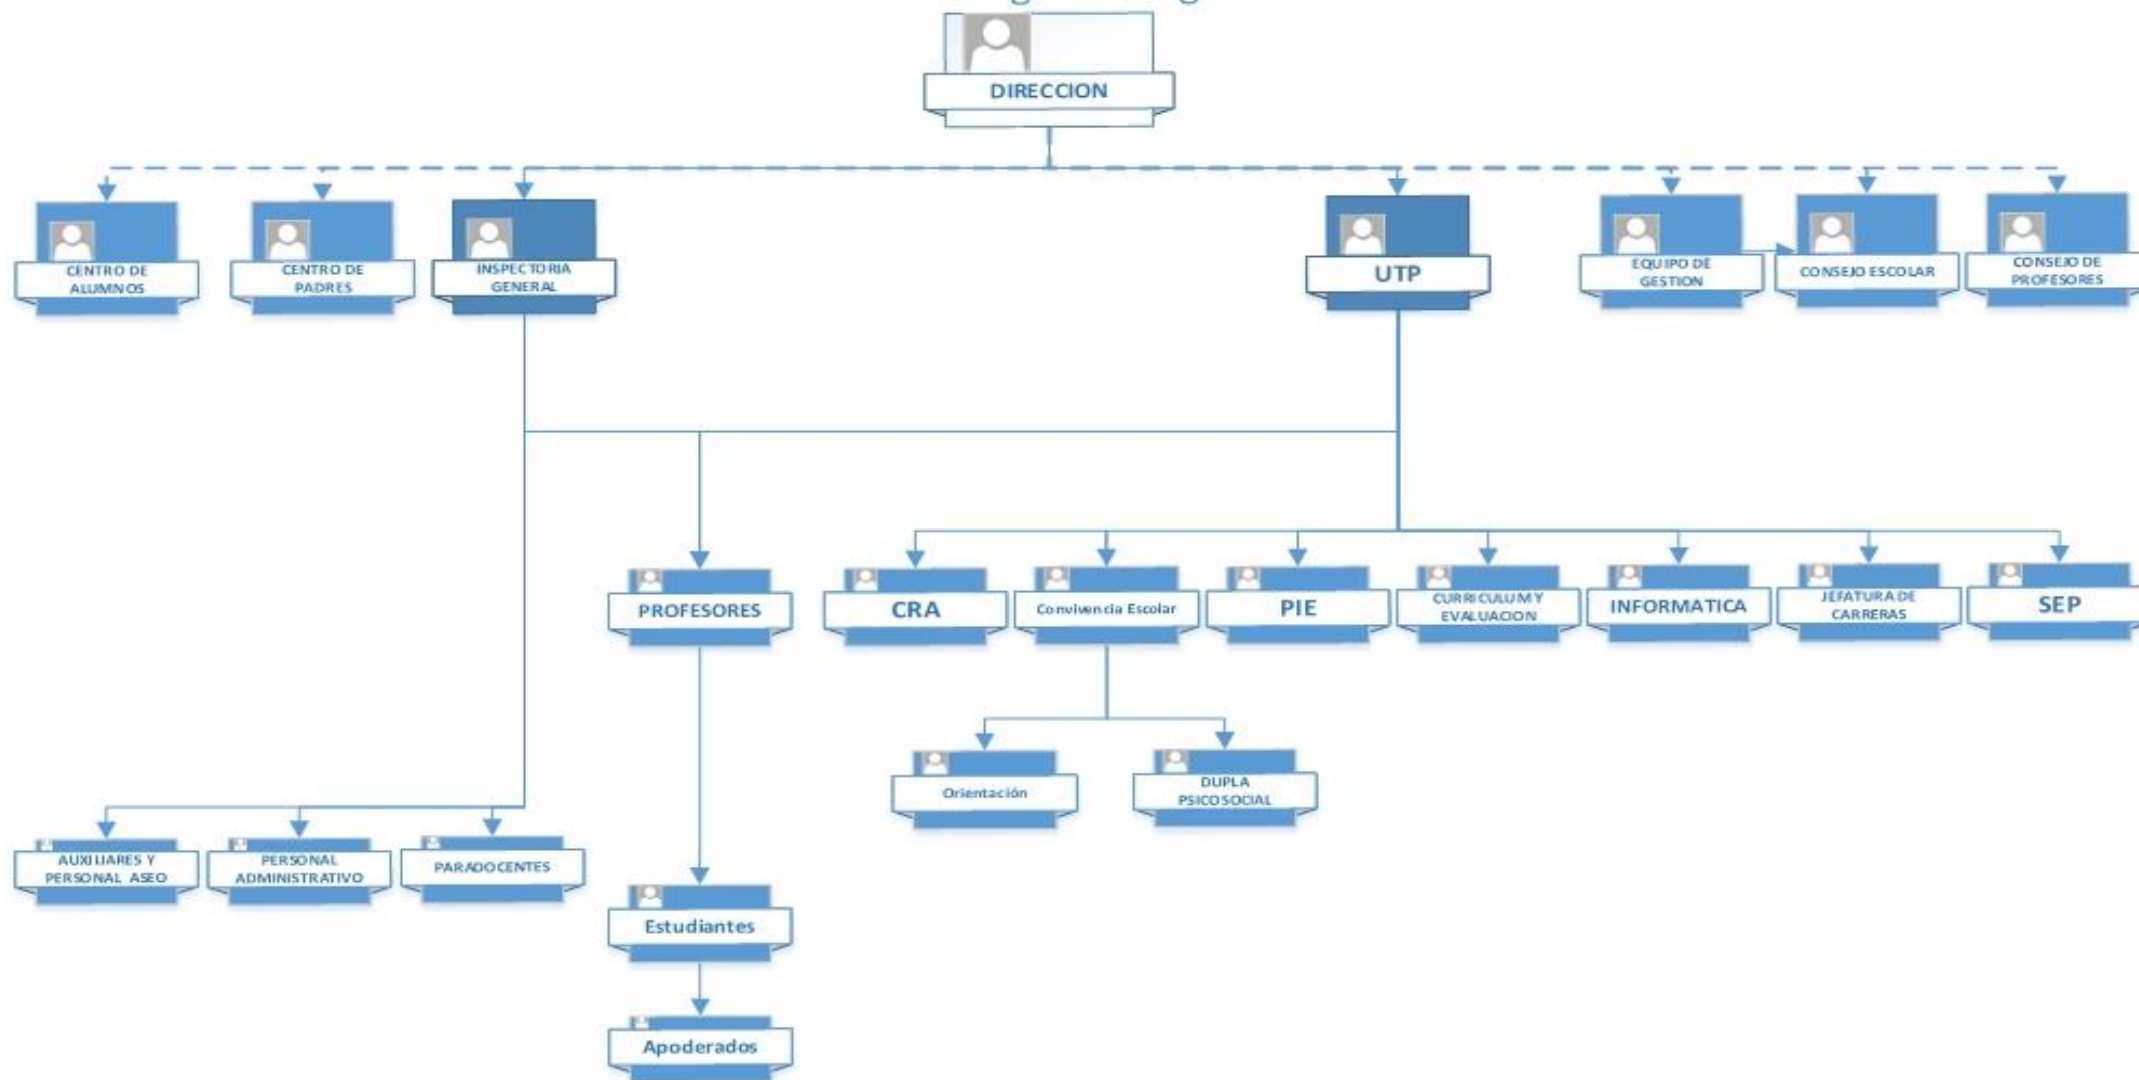 DIRECCION
CENTRO DE
ALUMNOS
CENTRO DE
PADRES
INSPECTORIA
GENERAL
UTP
EQUIPO DE
GESTION
CONSEJO ESCOLAR
CONSEJO DE
PROFESORES
PROFESORES
CRA
Convivencia Escolar
PIE
CURRICULUM Y
EVALUACION
INFORMATICA
JEFATURA DE
CARRERAS
SEP
Orientación
DUPLA
PSICOSOCIAL
AUXILIARES Y
PERSONAL ASEO
PERSONAL
ADMINISTRATIVO
PARADOCENTES
Estudiantes
Apoderados